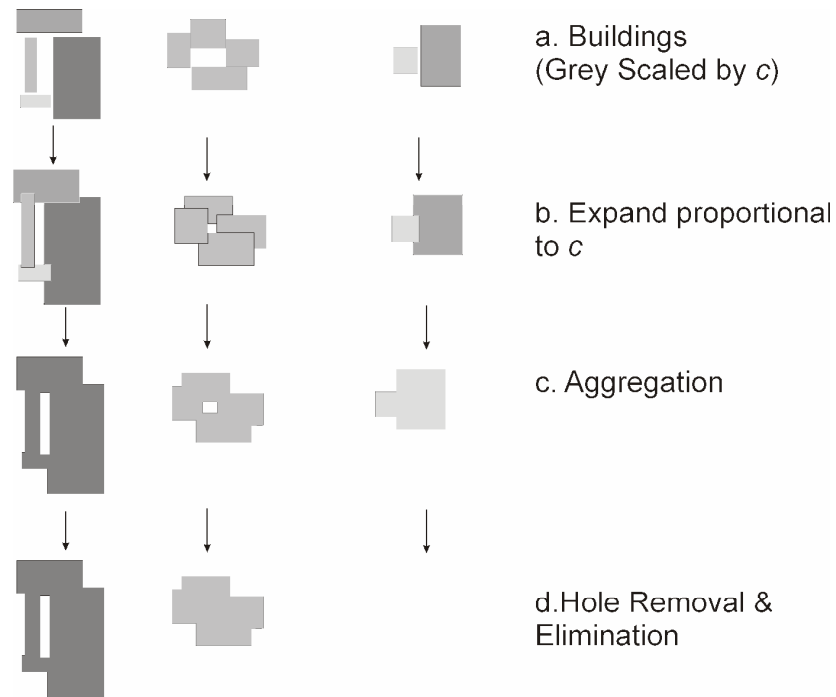 a. Buildings
(Grey Scaled by c)
b. Expand proportional
to c
c. Aggregation
d.Hole Removal &
Elimination